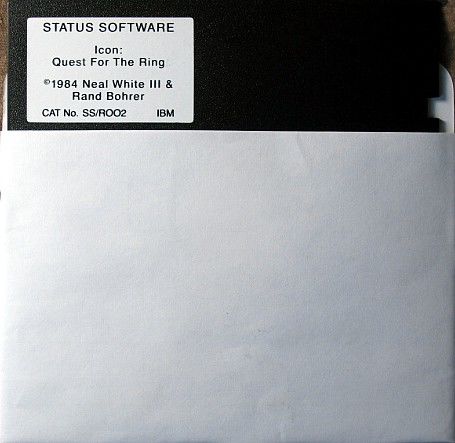 STATUS SOFTWARE
Icon:
Quest For The Ring
©1984 Neal White III &
Rand Bohrer
CAT No. SS/ROO2 IBM